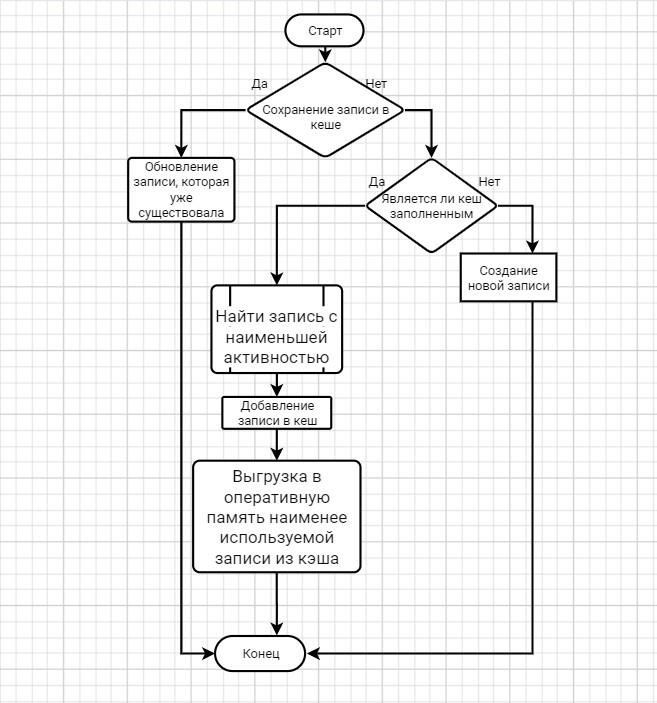 Старт
Да
Нет
Сохранение записи в
кеше
Обновление
записи, которая
уже
существовала
Да
Нет
Является ли кеш
заполненным
Создание
новой записи
Найти запись с
наименьшей
активностью
Добавление
записи в кеш
Выгрузка в
оперативную
память наименее
используемой
записи из кэша
Конец